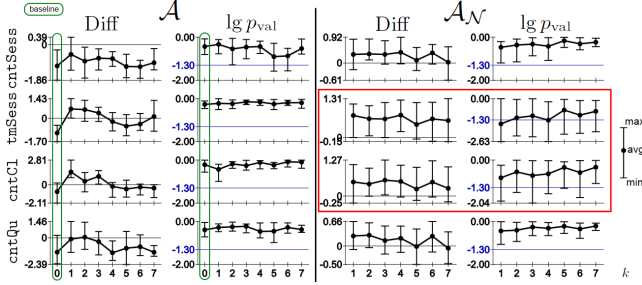 baseline
𝒜
𝒜_𝒩
Diff
lg p_val
Diff
lg p_val
cntSess
0.39
-1.86
0.00
-1.30
-2.00
0.92
-0.61
0.00
-1.30
-2.00
tmSess
1.43
-1.70
0.00
-1.30
-2.00
1.31
0
-0.15
0.00
-1.30
-2.63
cntCl
2.81
-2.11
0.00
-1.30
-2.00
1.27
0
-0.25
0.00
-1.30
-2.04
cntQu
1.46
-2.39
0.00
-1.30
-2.00
0.66
-0.50
0.00
-1.30
-2.00
0 1 2 3 4 5 6 7
0 1 2 3 4 5 6 7
1 2 3 4 5 6 7
1 2 3 4 5 6 7
k
max
avg
min